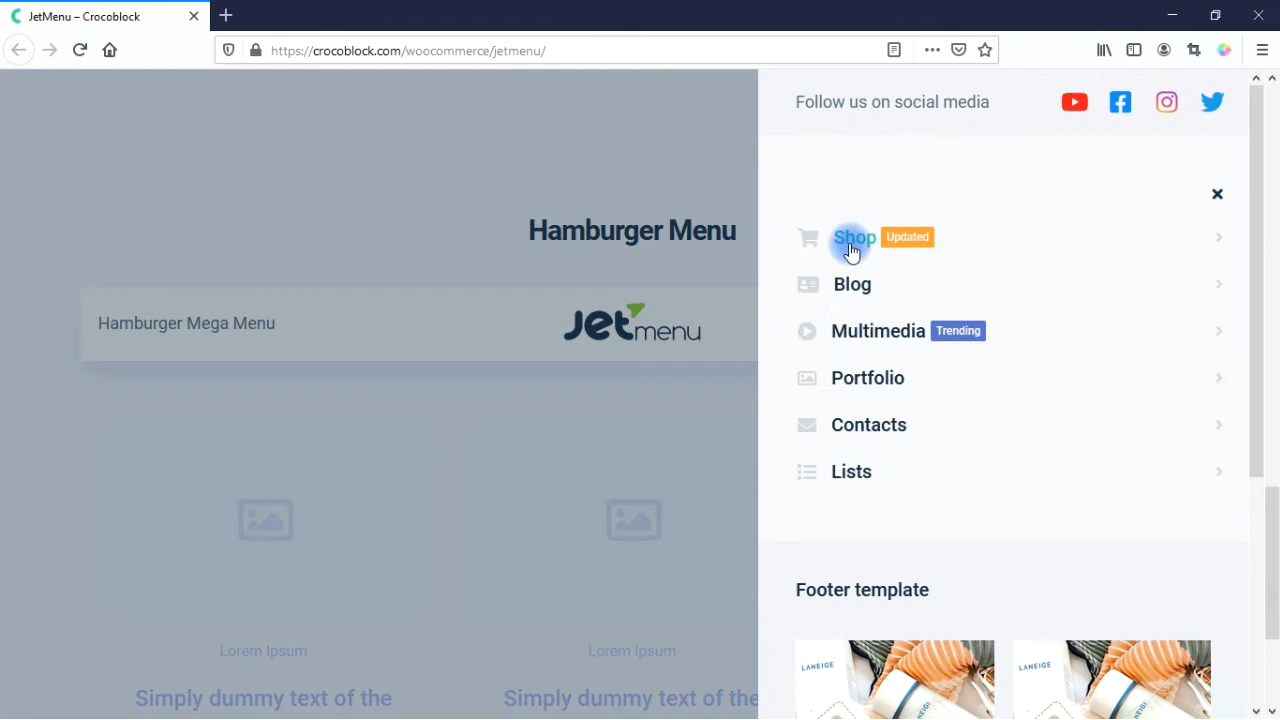 JetMenu – Crocoblock
https://crocoblock.com/woocommerce/jetmenu/
Follow us on social media
Hamburger Menu
Shop Updated
Blog
Hamburger Mega Menu
Jetmenu
Multimedia Trending
Portfolio
Contacts
Lists
Footer template
LANEIGE
LANEIGE
Lorem Ipsum
Lorem Ipsum
Simply dummy text of the
Simply dummy text of the